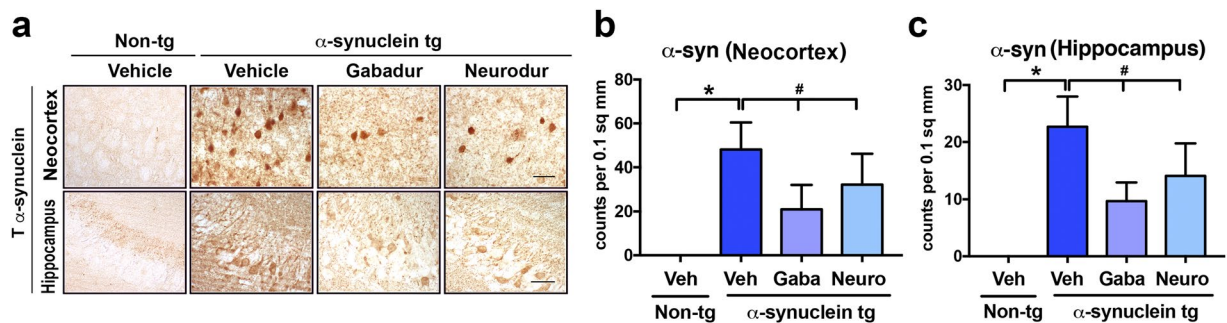 a
Non-tg
α-synuclein tg
Vehicle
Vehicle
Gabadur
Neurodur
T α-synuclein
Neocortex
Hippocampus
b
α-syn (Neocortex)
counts per 0.1 sq mm
80
60
40
20
0
*
#
Veh
Veh
Gaba
Neuro
Non-tg
α-synuclein tg
c
α-syn (Hippocampus)
counts per 0.1 sq mm
30
20
10
0
*
#
Veh
Veh
Gaba
Neuro
Non-tg
α-synuclein tg